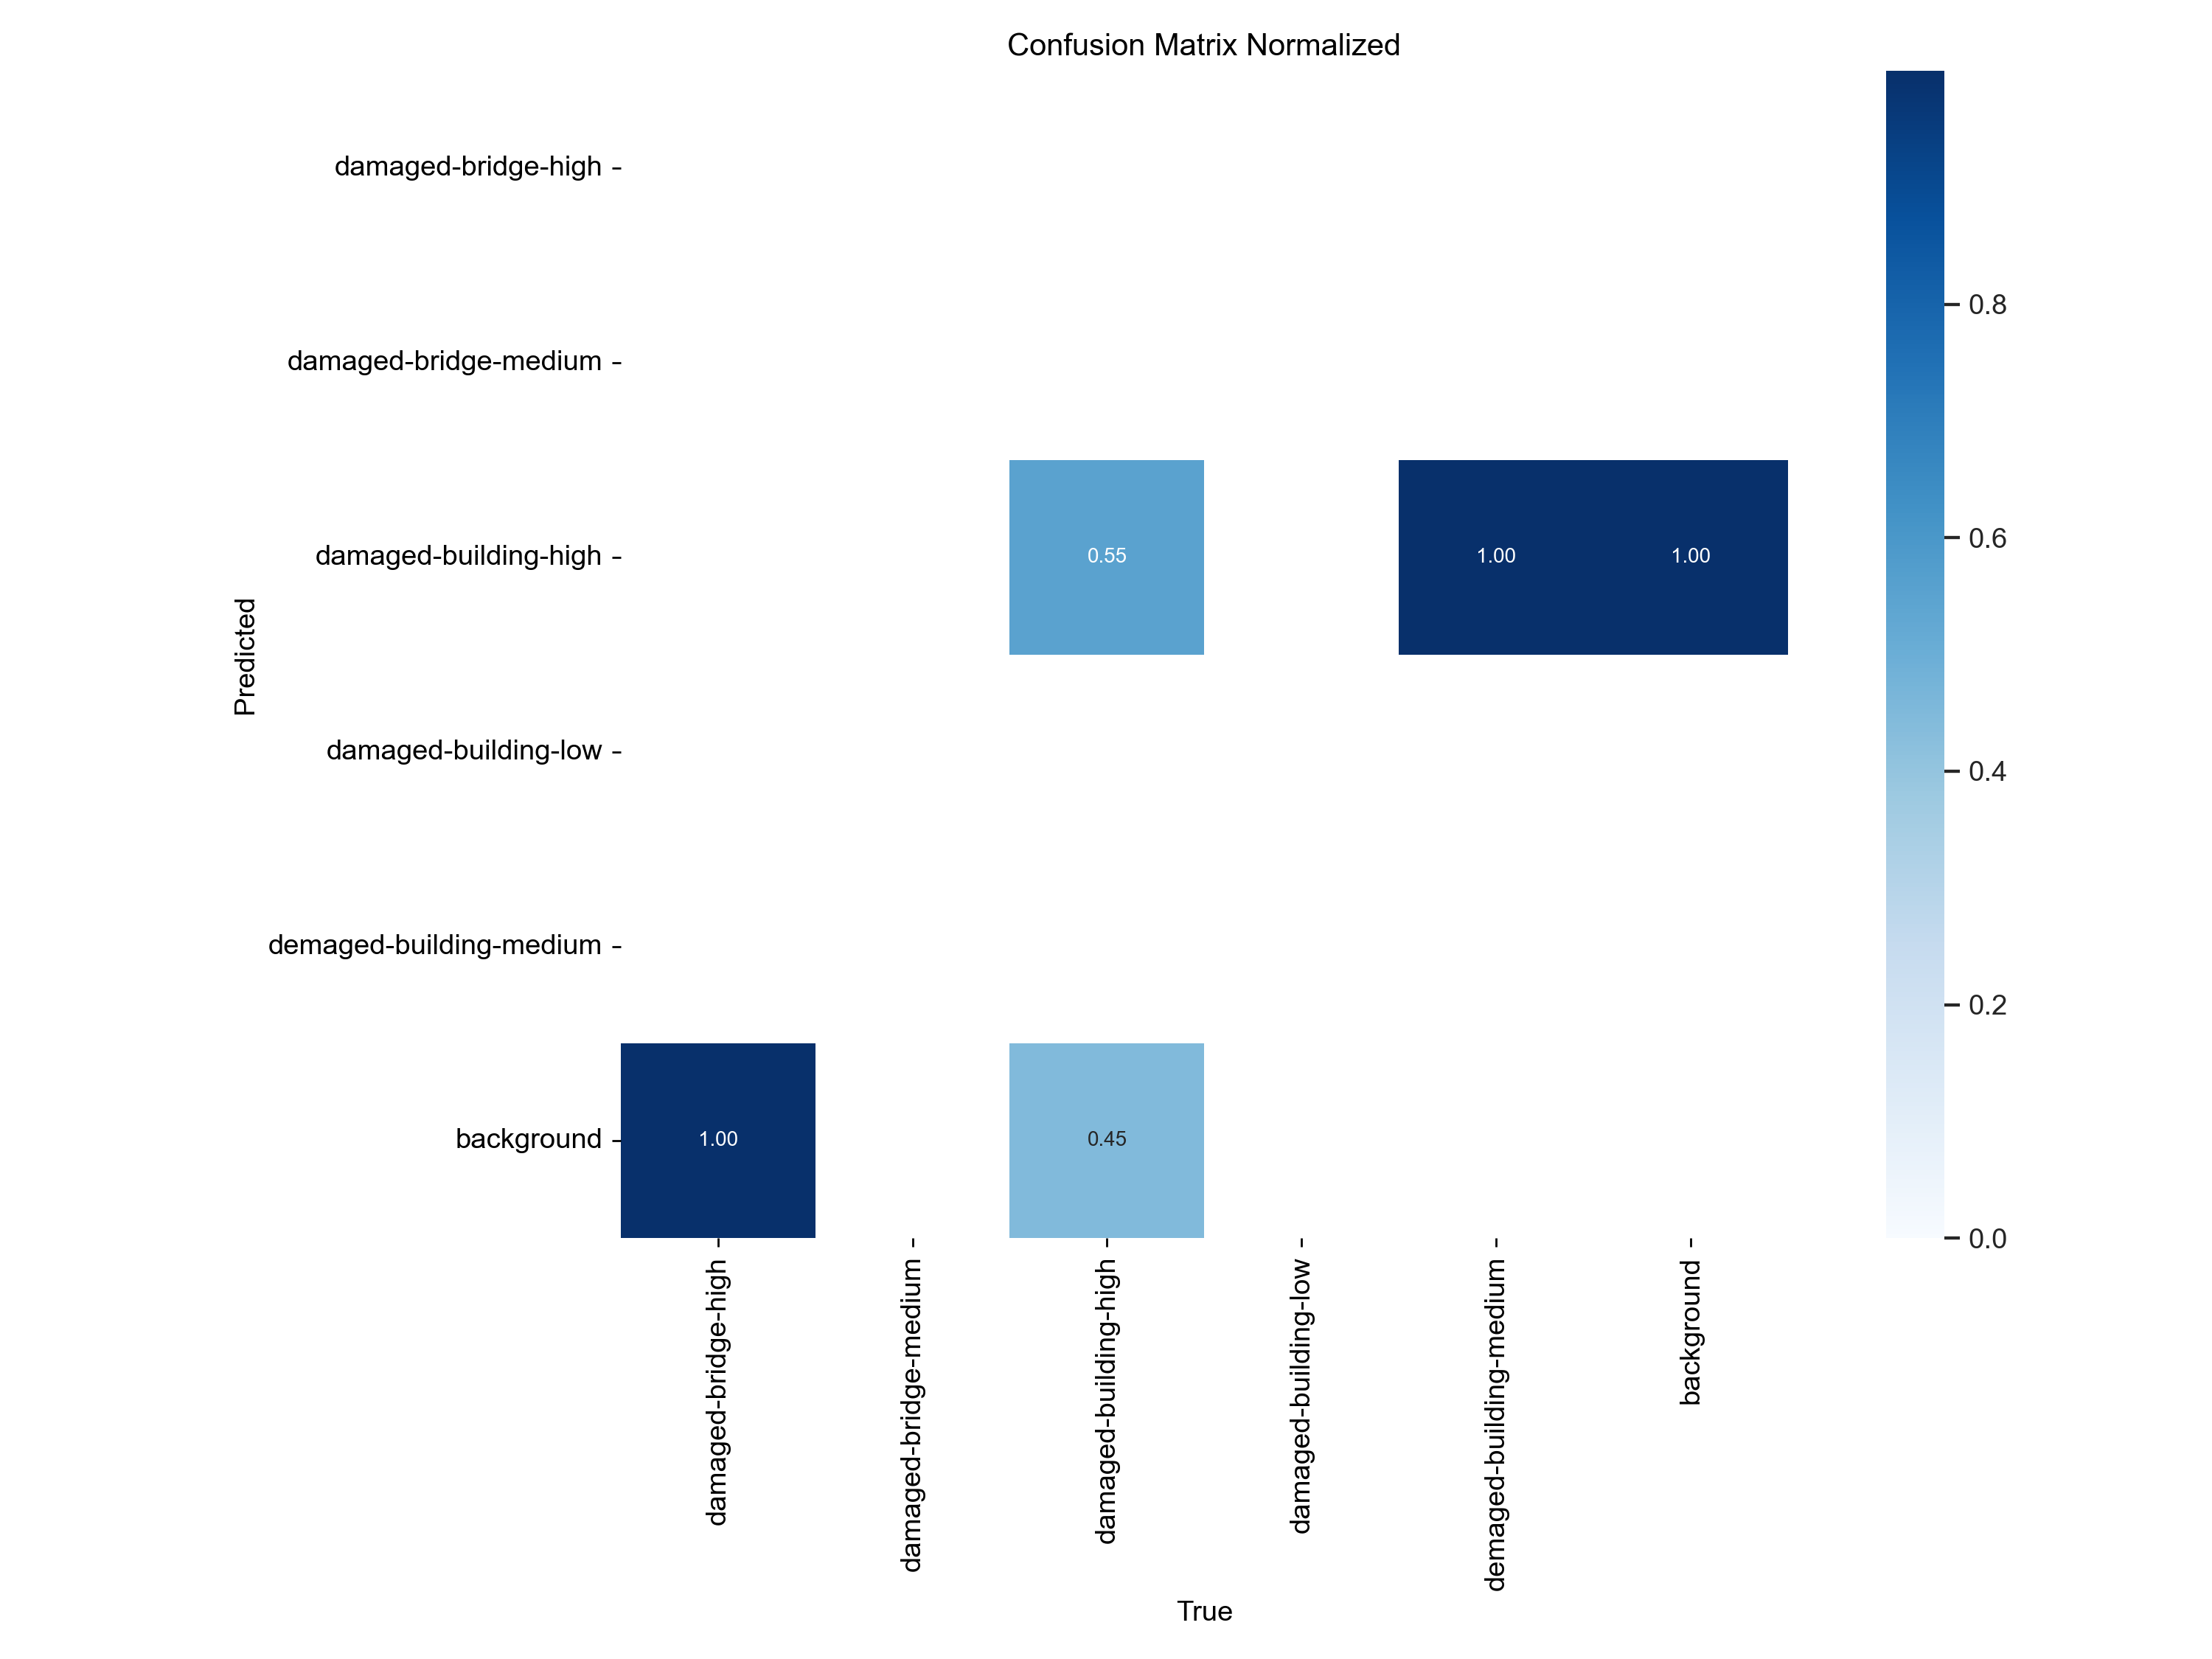 Confusion Matrix Normalized
damaged-bridge-high
damaged-bridge-medium
damaged-building-high
0.55
1.00
1.00
damaged-building-low
demaged-building-medium
background
1.00
0.45
Predicted
damaged-bridge-high
damaged-bridge-medium
damaged-building-high
damaged-building-low
demaged-building-medium
background
True
0.8
0.6
0.4
0.2
0.0